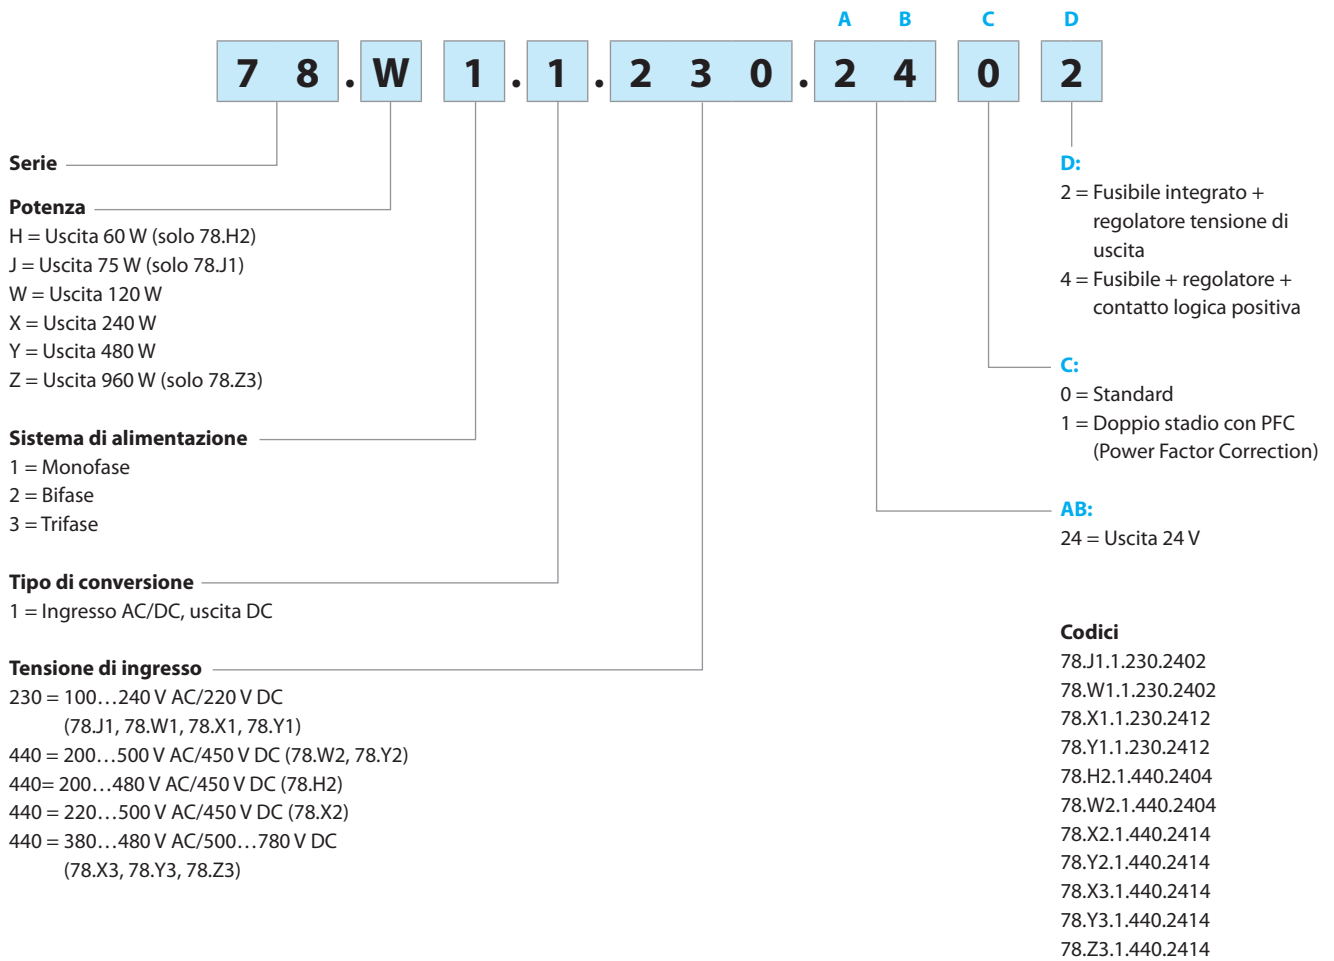 A B C D
7 8 . W 1 . 1 . 2 3 0 . 2 4 0 2
Serie
Potenza
H = Uscita 60 W (solo 78.H2)
J = Uscita 75 W (solo 78.J1)
W = Uscita 120 W
X = Uscita 240 W
Y = Uscita 480 W
Z = Uscita 960 W (solo 78.Z3)
Sistema di alimentazione
1 = Monofase
2 = Bifase
3 = Trifase
Tipo di conversione
1 = Ingresso AC/DC, uscita DC
Tensione di ingresso
230 = 100…240 V AC/220 V DC
(78.J1, 78.W1, 78.X1, 78.Y1)
440 = 200…500 V AC/450 V DC (78.W2, 78.Y2)
440= 200…480 V AC/450 V DC (78.H2)
440 = 220…500 V AC/450 V DC (78.X2)
440 = 380…480 V AC/500…780 V DC
(78.X3, 78.Y3, 78.Z3)
D:
2 = Fusibile integrato +
regolatore tensione di
uscita
4 = Fusibile + regolatore +
contatto logica positiva
C:
0 = Standard
1 = Doppio stadio con PFC
(Power Factor Correction)
AB:
24 = Uscita 24 V
Codici
78.J1.1.230.2402
78.W1.1.230.2402
78.X1.1.230.2412
78.Y1.1.230.2412
78.H2.1.440.2404
78.W2.1.440.2404
78.X2.1.440.2414
78.Y2.1.440.2414
78.X3.1.440.2414
78.Y3.1.440.2414
78.Z3.1.440.2414